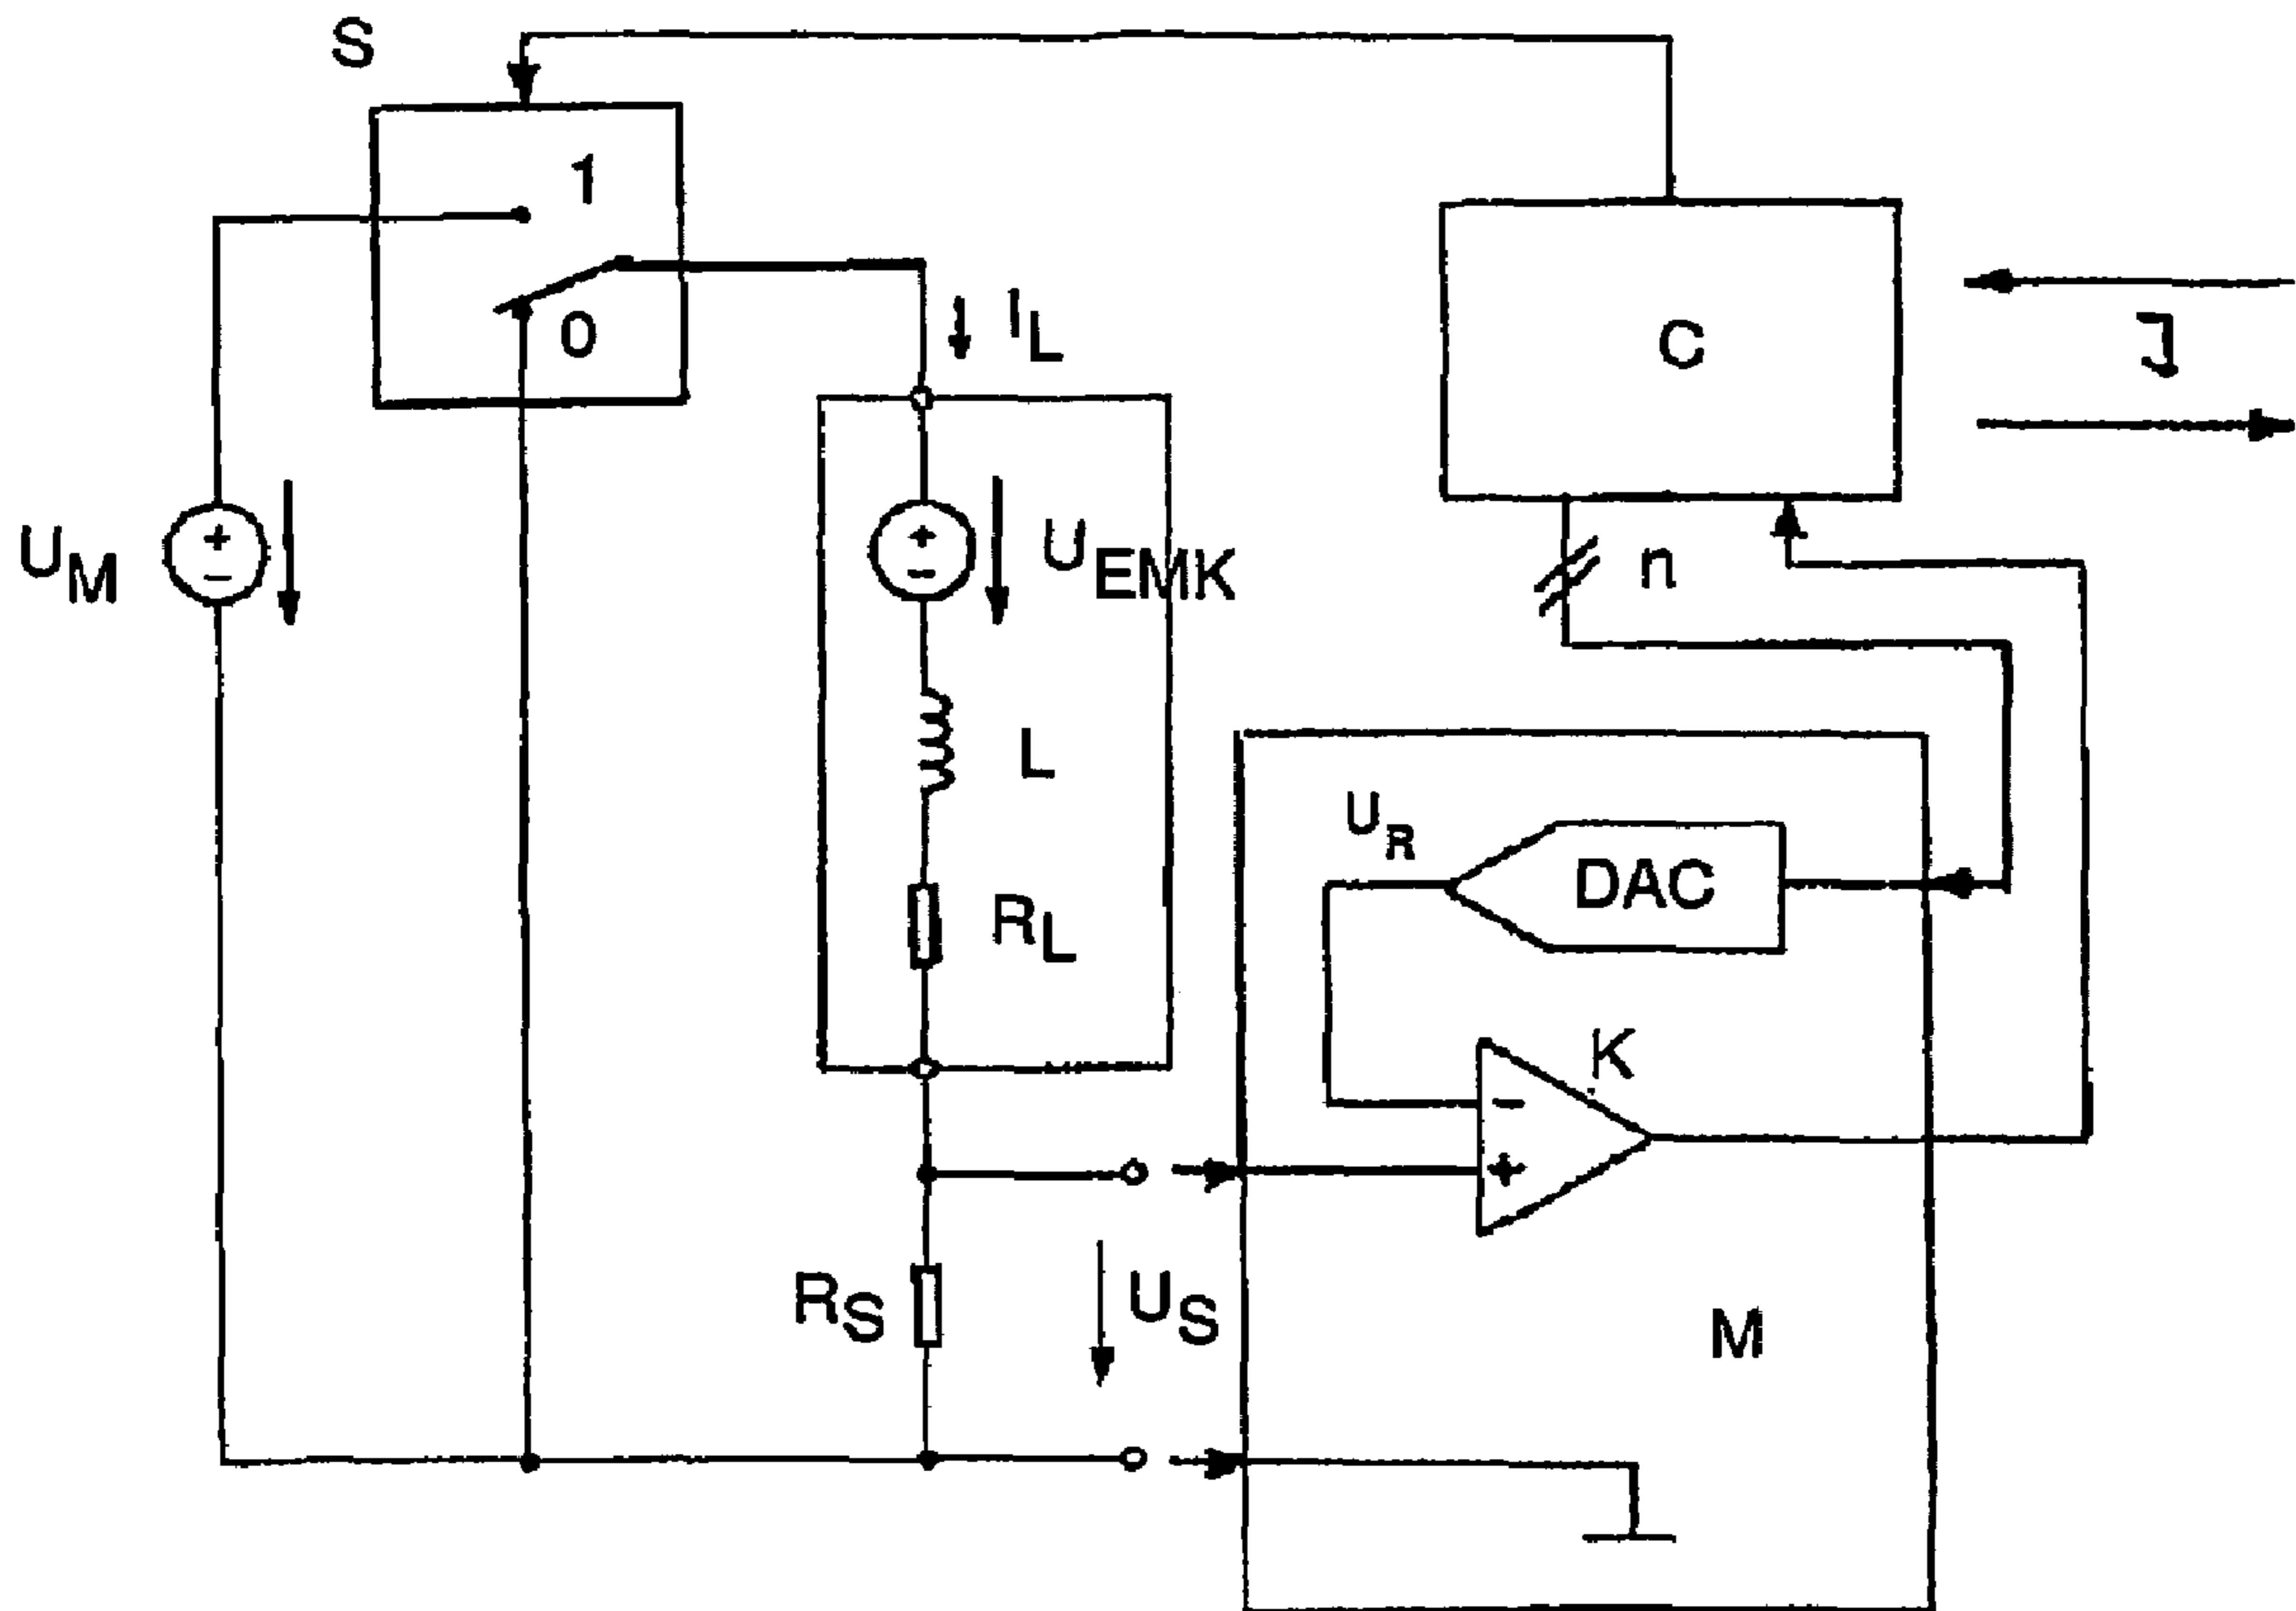 S
1
0
I_L
C
J
U_M
+
−
+
−
U_EMK
n
L
U_R
DAC
R_L
K
−
+
R_S
U_S
M